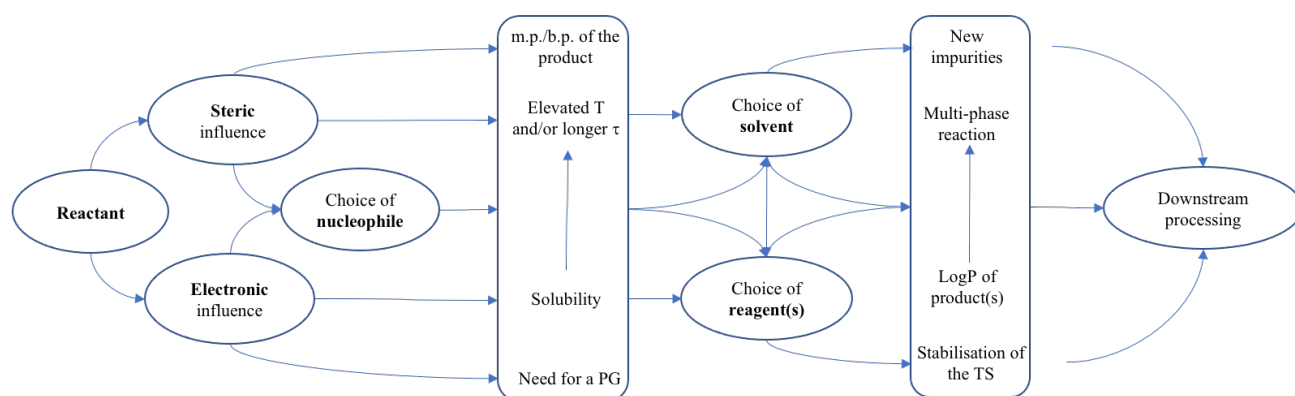 Reactant
Steric
influence
Electronic
influence
Choice of
nucleophile
m.p./b.p. of the
product
Elevated T
and/or longer τ
Solubility
Need for a PG
Choice of
solvent
Choice of
reagent(s)
New
impurities
Multi-phase
reaction
LogP of
product(s)
Stabilisation of
the TS
Downstream
processing